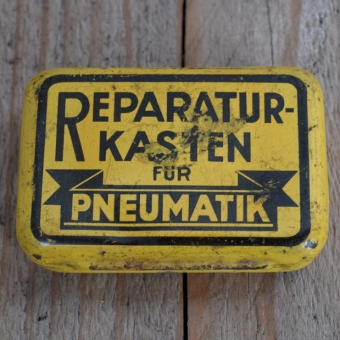 REPARATUR-
KASTEN
FÜR
PNEUMATIK